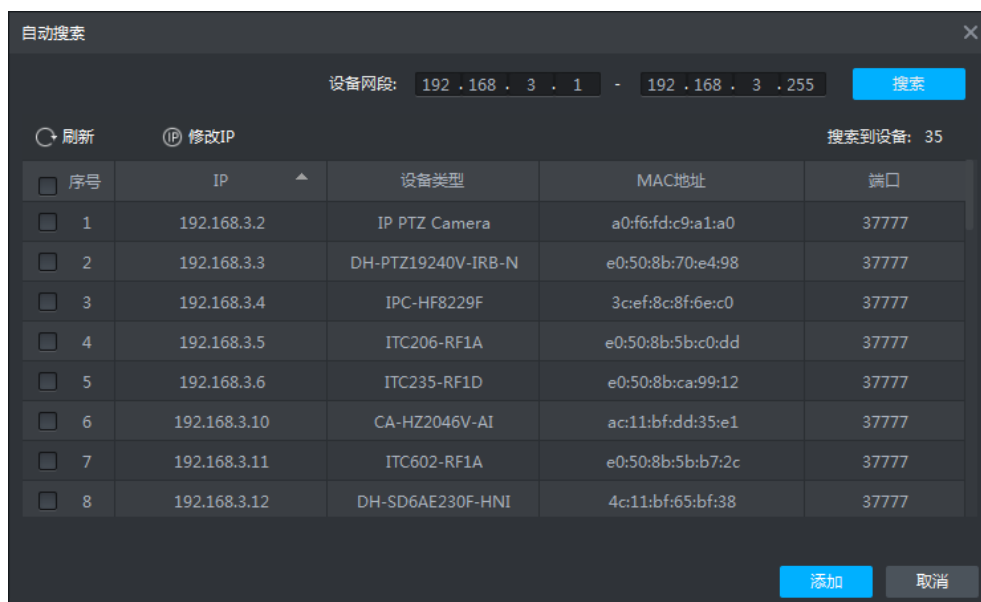 自动搜索
设备网段: 192 . 168 . 3 . 1 - 192 . 168 . 3 . 255 搜索
刷新 IP 修改IP 搜索到设备: 35
序号 IP 设备类型 MAC地址 端口
1 192.168.3.2 IP PTZ Camera a0:f6:fd:c9:a1:a0 37777
2 192.168.3.3 DH-PTZ19240V-IRB-N e0:50:8b:70:e4:98 37777
3 192.168.3.4 IPC-HF8229F 3c:ef:8c:8f:6e:c0 37777
4 192.168.3.5 ITC206-RF1A e0:50:8b:5b:c0:dd 37777
5 192.168.3.6 ITC235-RF1D e0:50:8b:ca:99:12 37777
6 192.168.3.10 CA-HZ2046V-AI ac:11:bf:dd:35:e1 37777
7 192.168.3.11 ITC602-RF1A e0:50:8b:5b:b7:2c 37777
8 192.168.3.12 DH-SD6AE230F-HNI 4c:11:bf:65:bf:38 37777
添加 取消